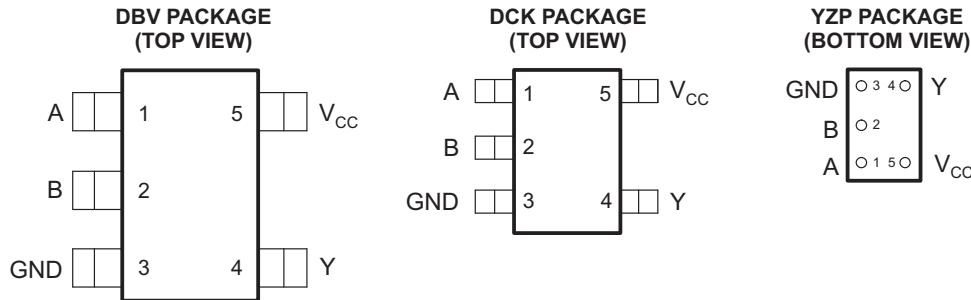 DBV PACKAGE
(TOP VIEW)
A 1 5 VCC
B 2
GND 3 4 Y
DCK PACKAGE
(TOP VIEW)
A 1 5 VCC
B 2
GND 3 4 Y
YZP PACKAGE
(BOTTOM VIEW)
GND 3 4 Y
B 2
A 1 5 VCC